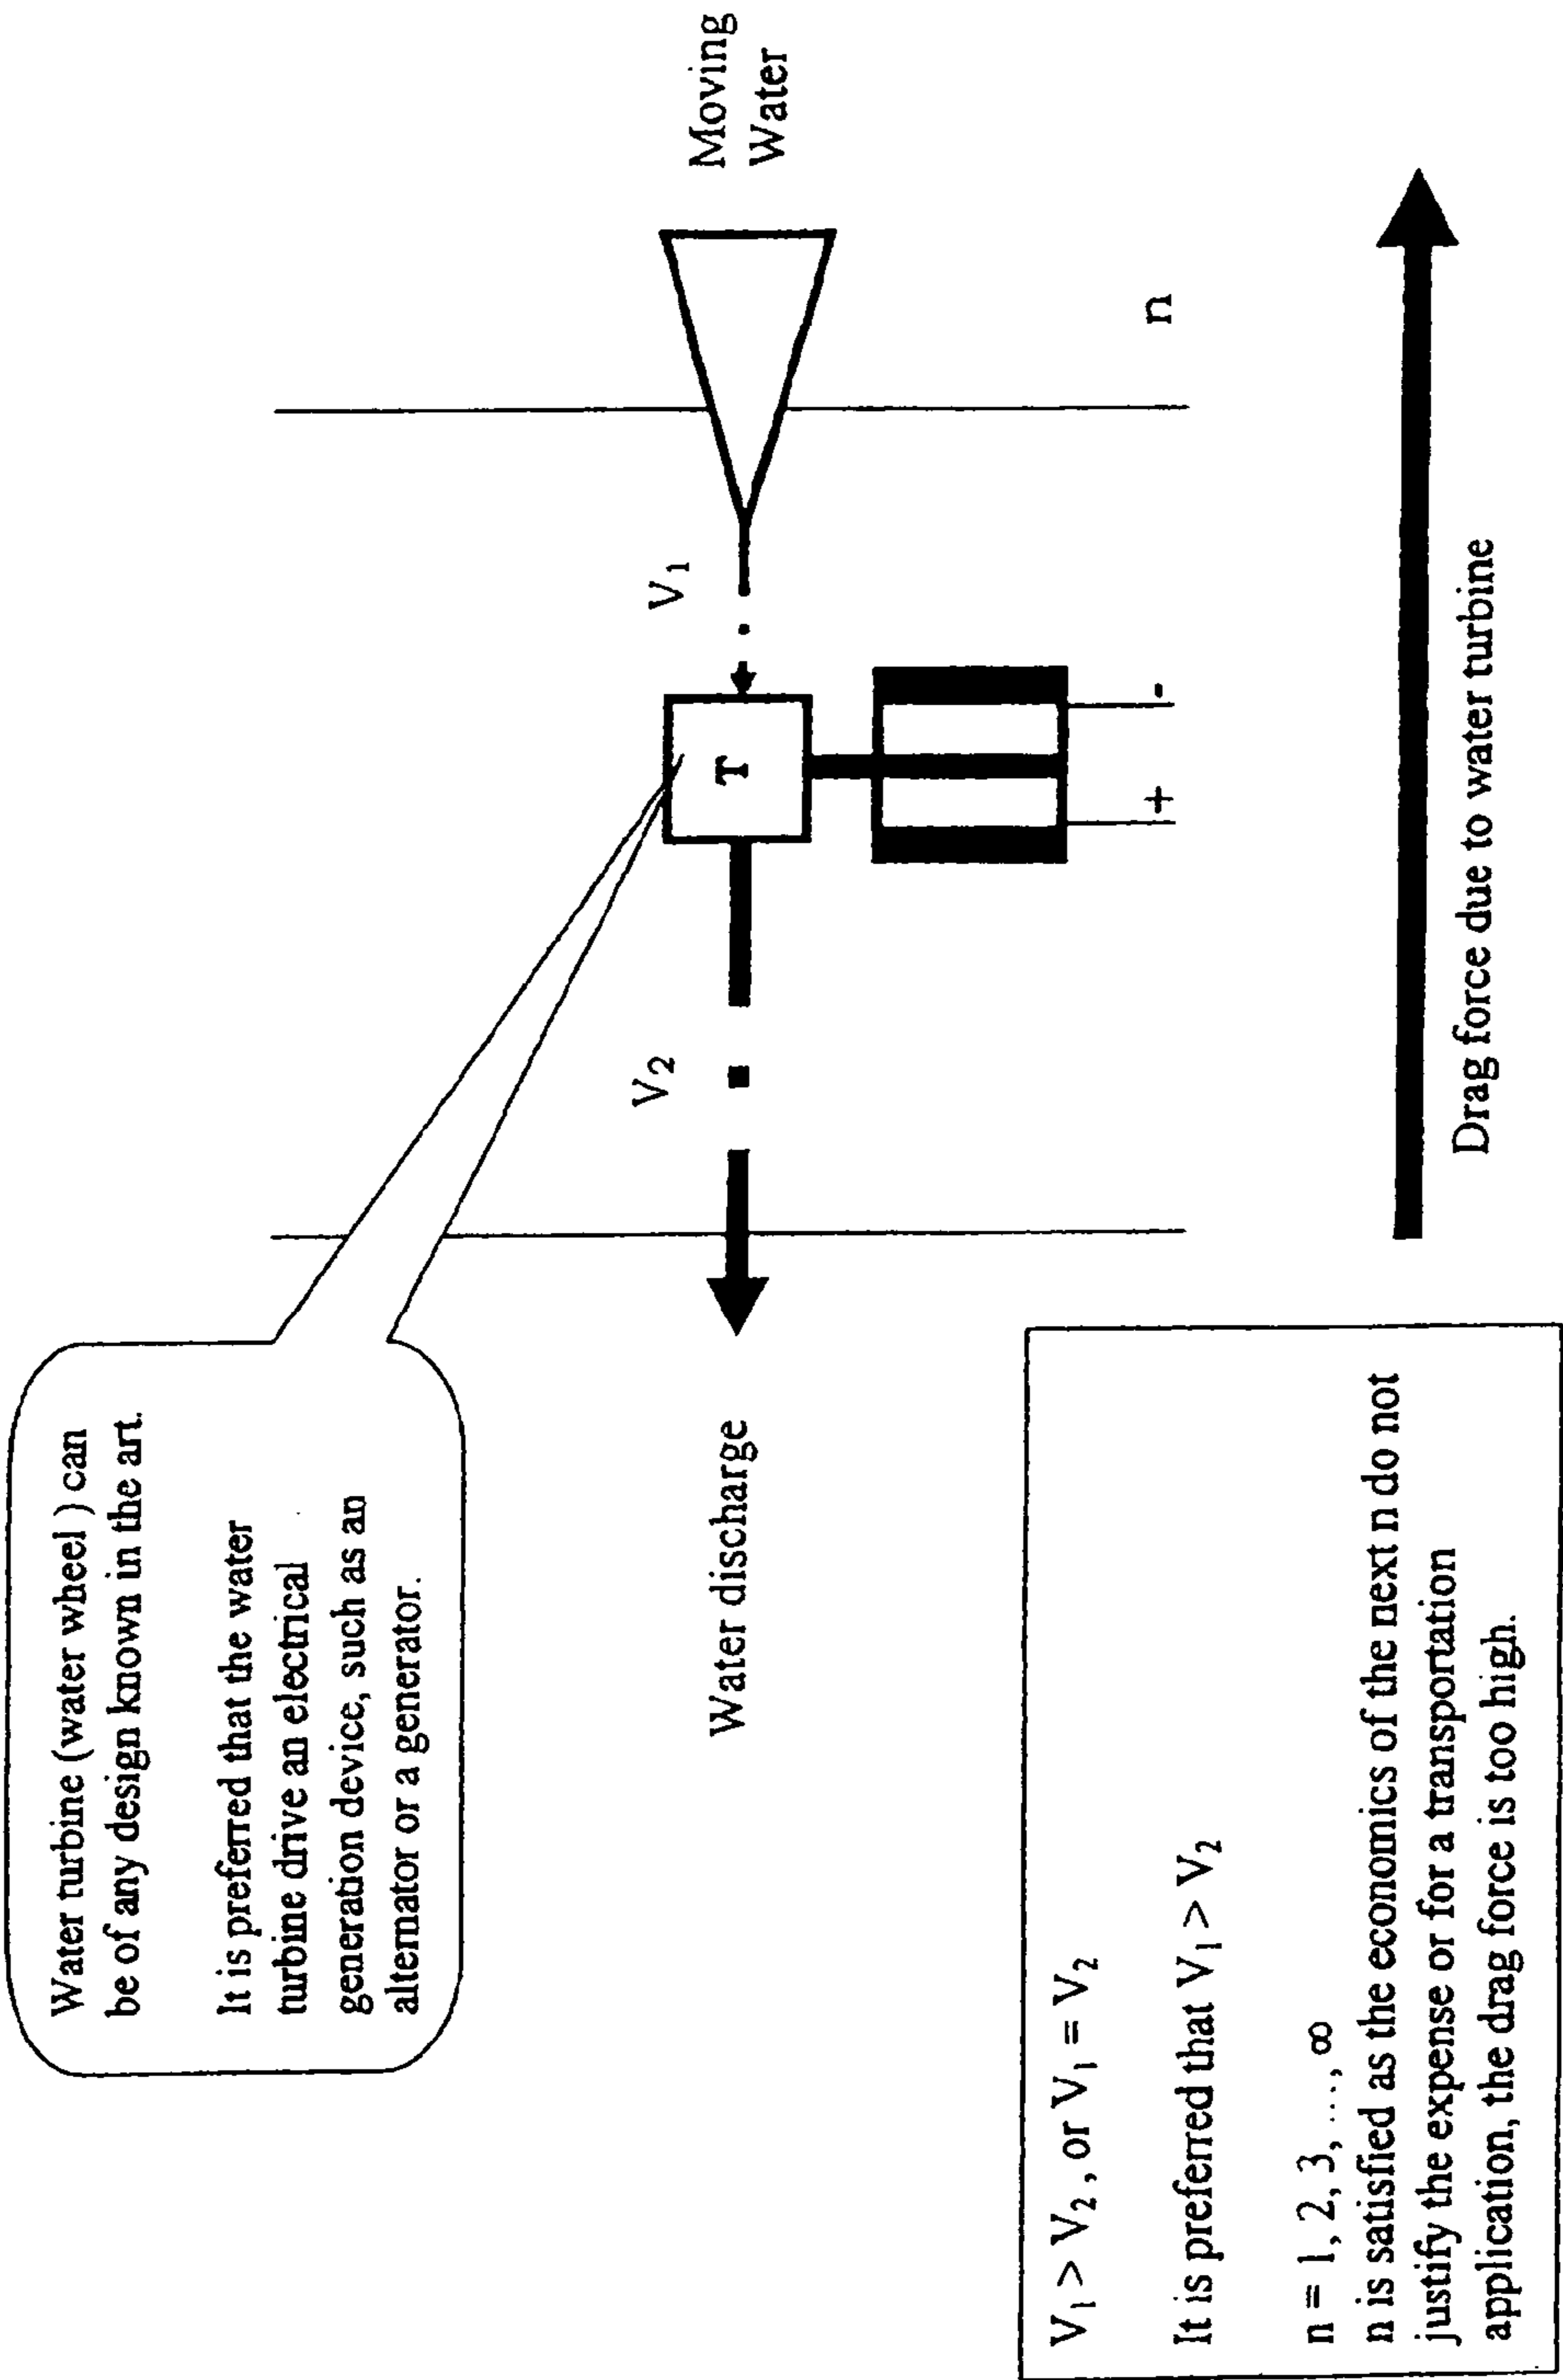 Water turbine (water wheel ) can
be of any design known in the art.
It is preferred that the water
turbine drive an electrical
generation device, such as an
alternator or a generator.
V₂
V₁
T
Moving
Water
Water discharge
+
-
n
Drag force due to water turbine
V₁ > V₂, or V₁ = V₂
It is preferred that V₁ > V₂
n = 1, 2, 3, ...., ∞
n is satisfied as the economics of the next n do not
justify the expense or for a transportation
application, the drag force is too high.